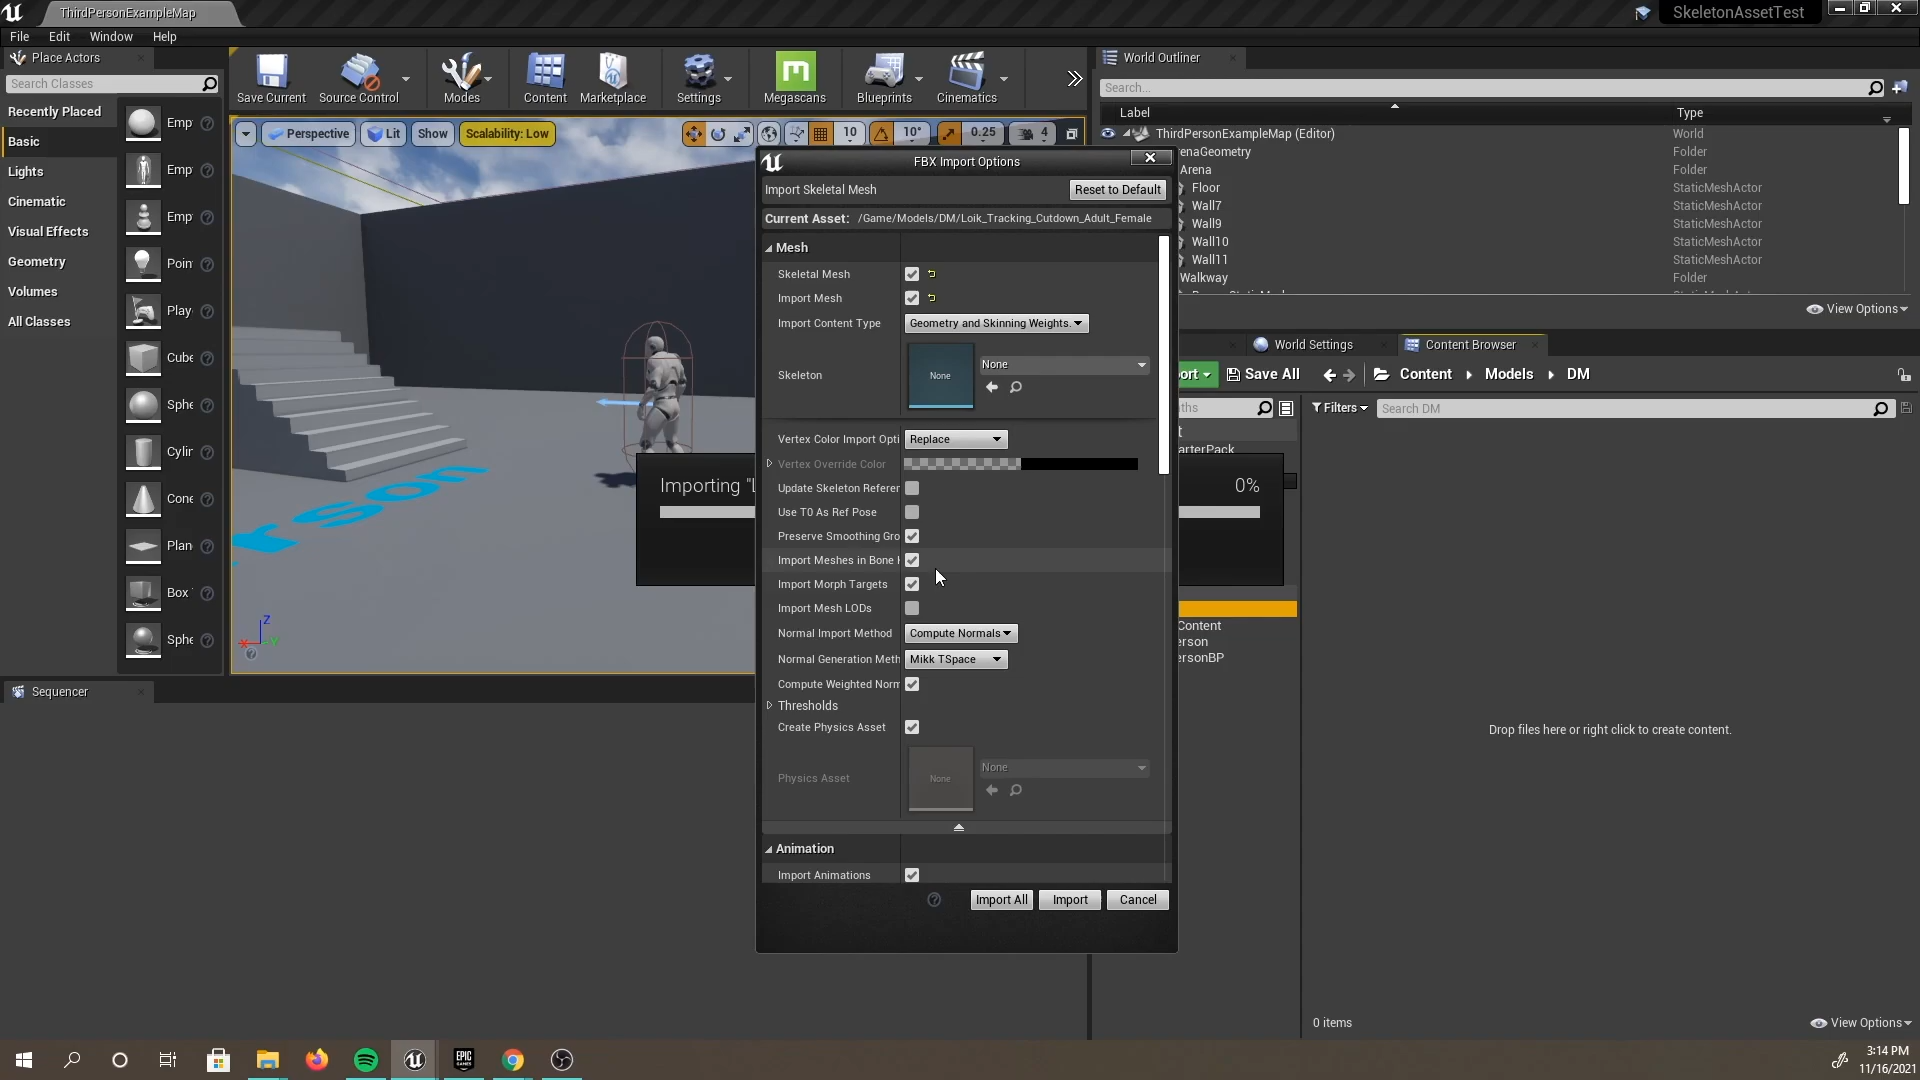 ThirdPersonExampleMap
SkeletonAssetTest
File Edit Window Help
Place Actors
Search Classes
Recently Placed
Basic
Lights
Cinematic
Visual Effects
Geometry
Volumes
All Classes
Emp
Emp
Emp
Poin
Play
Cube
Sphe
Cylin
Cone
Plan
Box
Sphe
Save Current
Source Control
Modes
Content
Marketplace
Settings
Megascans
Blueprints
Cinematics
Perspective
Lit
Show
Scalability: Low
10
10°
0.25
4
son
X
Y
Z
Importing "L
0%
Sequencer
FBX Import Options
Import Skeletal Mesh
Reset to Default
Current Asset: /Game/Models/DM/Loik_Tracking_Cutdown_Adult_Female
Mesh
Skeletal Mesh
Import Mesh
Import Content Type Geometry and Skinning Weights.
Skeleton None None
Vertex Color Import Opti Replace
Vertex Override Color
Update Skeleton Referen
Use T0 As Ref Pose
Preserve Smoothing Gro
Import Meshes in Bone
Import Morph Targets
Import Mesh LODs
Normal Import Method Compute Normals
Normal Generation Meth Mikk TSpace
Compute Weighted Norm
Thresholds
Create Physics Asset
Physics Asset None None
Animation
Import Animations
Import All
Import
Cancel
World Outliner
Search...
Label Type
ThirdPersonExampleMap (Editor) World
renaGeometry Folder
Arena Folder
Floor StaticMeshActor
Wall7 StaticMeshActor
Wall9 StaticMeshActor
Wall10 StaticMeshActor
Wall11 StaticMeshActor
Walkway Folder
View Options
World Settings
Content Browser
ort
Save All
Content
Models
DM
ths
Filters
Search DM
t
arterPack
Content
erson
ersonBP
Drop files here or right click to create content.
0 items
View Options
EPIC
GAMES
3:14 PM
11/16/2021